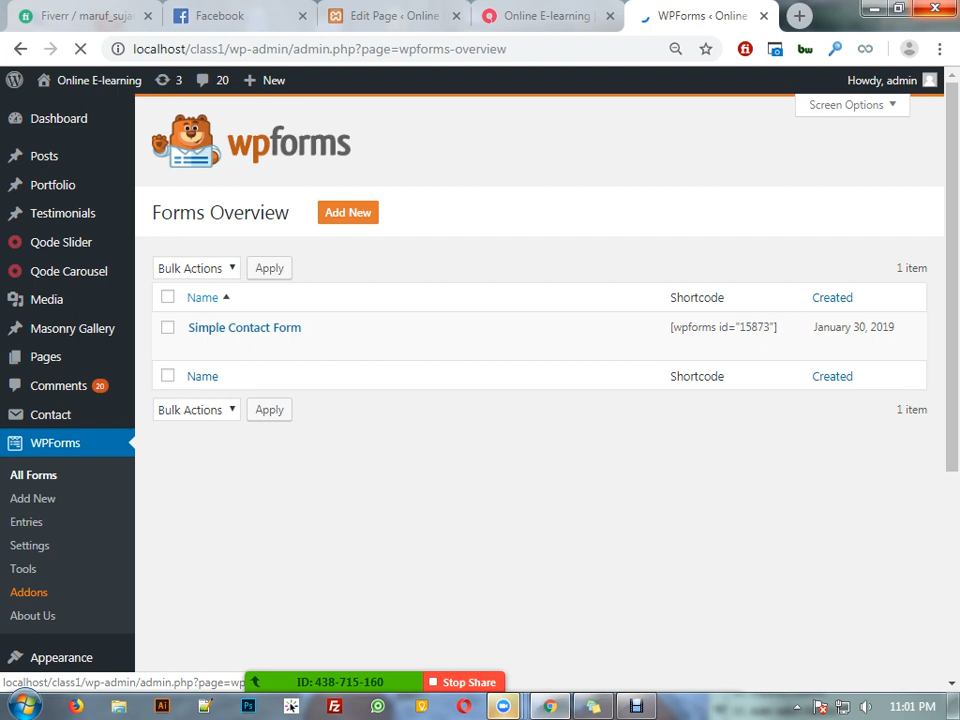 Fiverr / maruf_suja
Facebook
Edit Page ‹ Online
Online E-learning |
WPForms ‹ Online
localhost/class1/wp-admin/admin.php?page=wpforms-overview
Online E-learning
3
20
New
Howdy, admin
Screen Options
wpforms
Forms Overview
Add New
Bulk Actions
Apply
1 item
Name
Shortcode
Created
Simple Contact Form
[wpforms id="15873"]
January 30, 2019
Name
Shortcode
Created
Bulk Actions
Apply
1 item
Dashboard
Posts
Portfolio
Testimonials
Qode Slider
Qode Carousel
Media
Masonry Gallery
Pages
Comments 20
Contact
WPForms
All Forms
Add New
Entries
Settings
Tools
Addons
About Us
Appearance
localhost/class1/wp-admin/admin.php?page=wp
ID: 438-715-160
Stop Share
11:01 PM